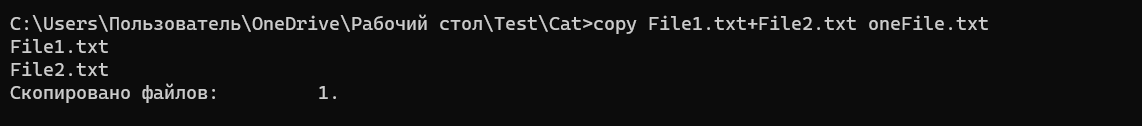 C:\Users\Пользователь\OneDrive\Рабочий стол\Test\Cat>copy File1.txt+File2.txt oneFile.txt
File1.txt
File2.txt
Скопировано файлов:         1.